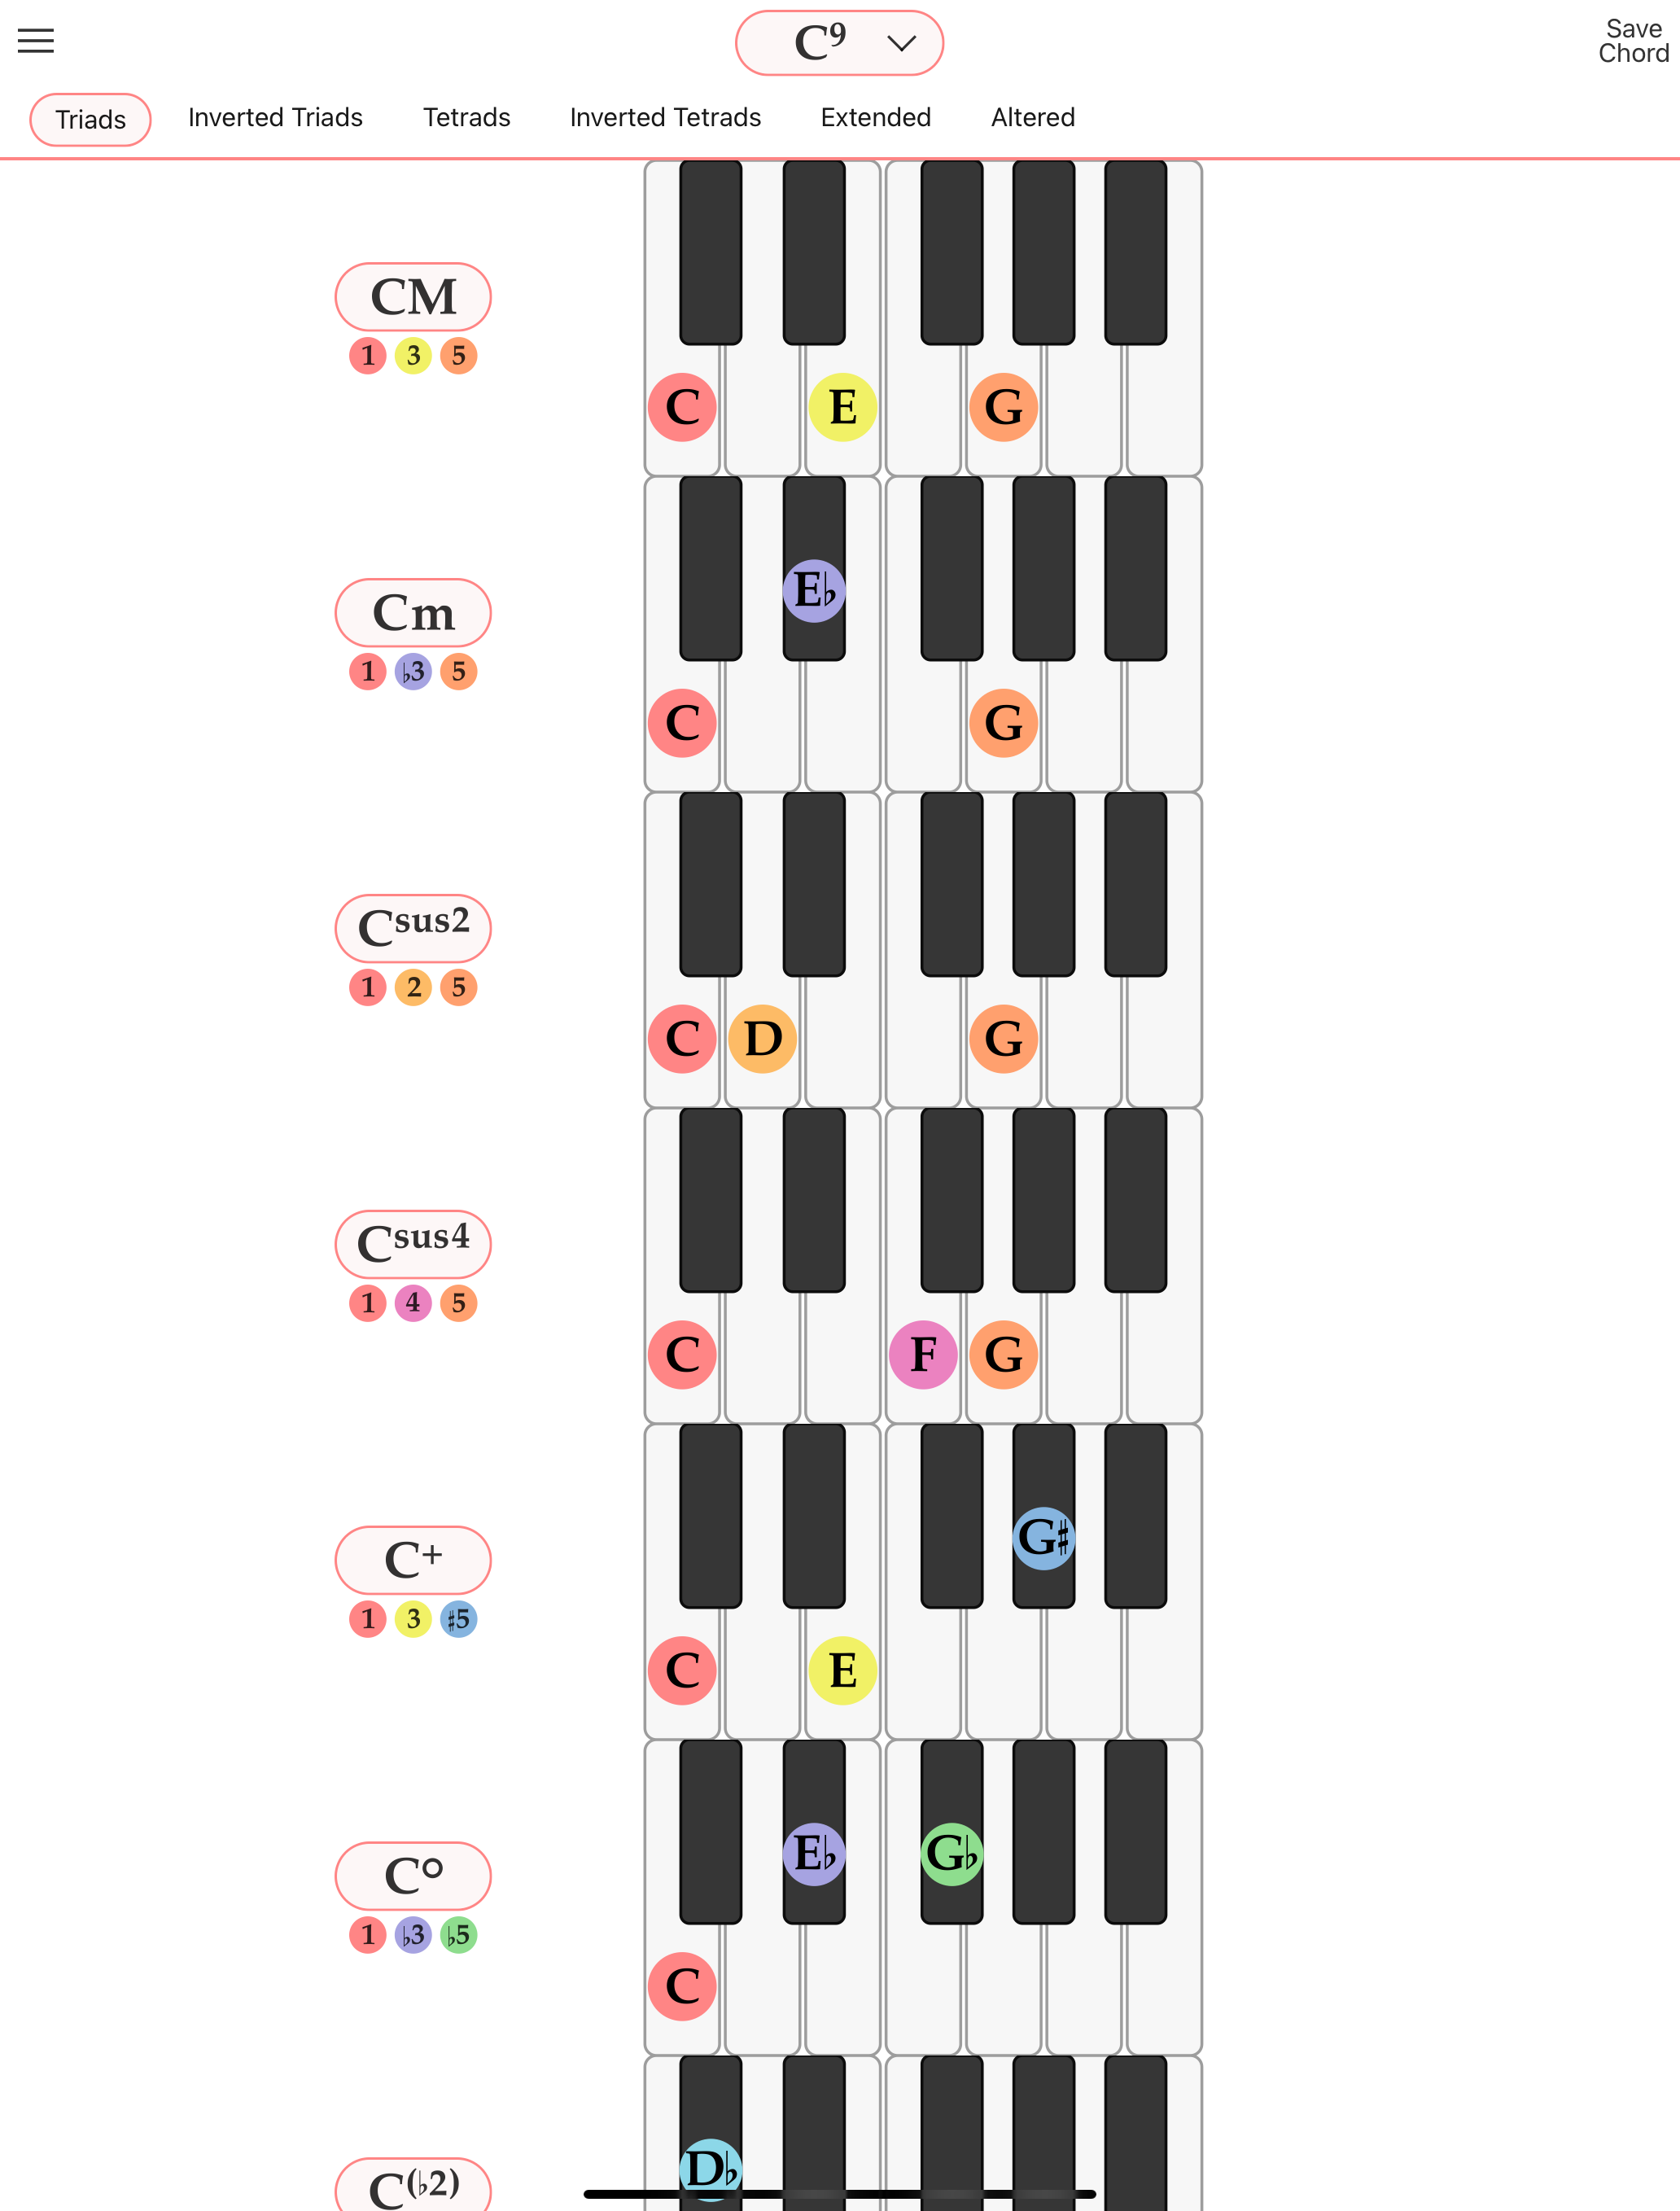 C9
Save
Chord
Triads Inverted Triads Tetrads Inverted Tetrads Extended Altered
CM
1 3 5
C E G
E♭
Cm
1 ♭3 5
C G
Csus2
1 2 5
C D G
Csus4
1 4 5
C F G
G♯
C+
1 3 ♯5
C E
E♭ G♭
C°
1 ♭3 ♭5
C
D♭
C(♭2)